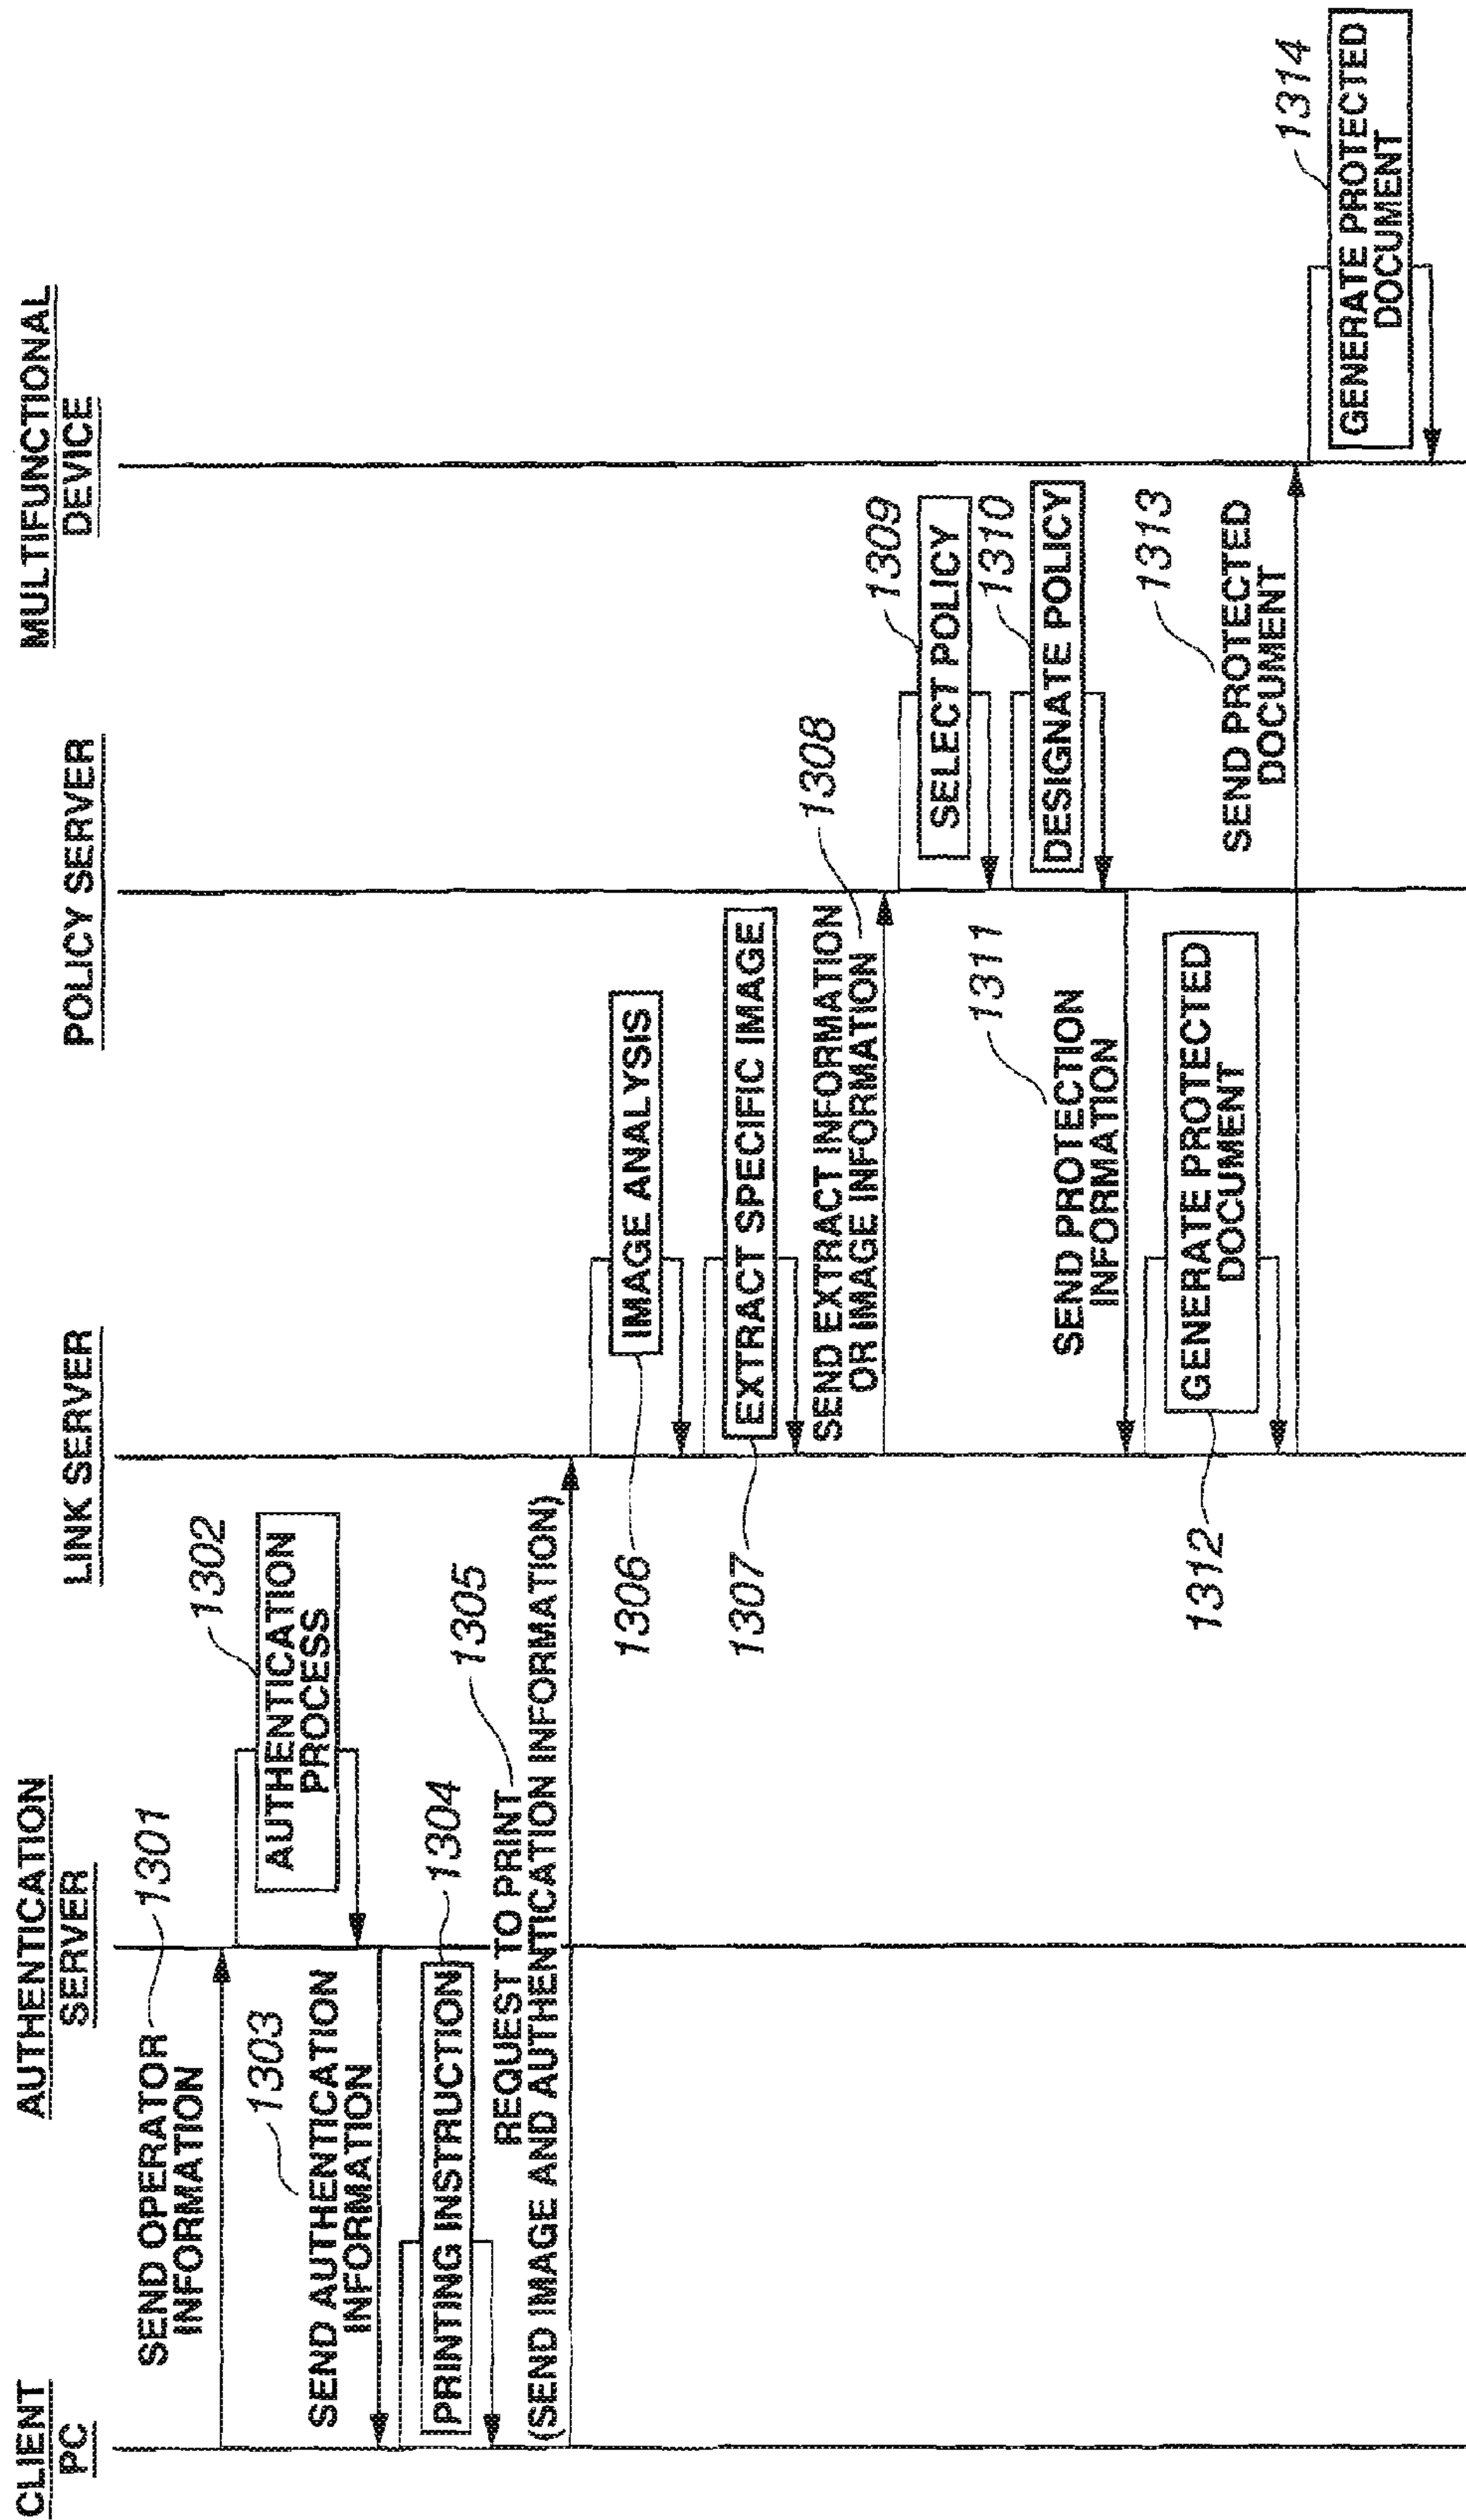 CLIENT
PC
AUTHENTICATION
SERVER
LINK SERVER
POLICY SERVER
MULTIFUNCTIONAL
DEVICE
SEND OPERATOR
INFORMATION
1301
1302
AUTHENTICATION
PROCESS
1303
SEND AUTHENTICATION
INFORMATION
PRINTING INSTRUCTION
1304
1305
REQUEST TO PRINT
(SEND IMAGE AND AUTHENTICATION INFORMATION)
1306
IMAGE ANALYSIS
1307
EXTRACT SPECIFIC IMAGE
SEND EXTRACT INFORMATION
OR IMAGE INFORMATION
1308
1309
SELECT POLICY
1310
DESIGNATE POLICY
1311
SEND PROTECTION
INFORMATION
1312
GENERATE PROTECTED
DOCUMENT
1313
SEND PROTECTED
DOCUMENT
1314
GENERATE PROTECTED
DOCUMENT